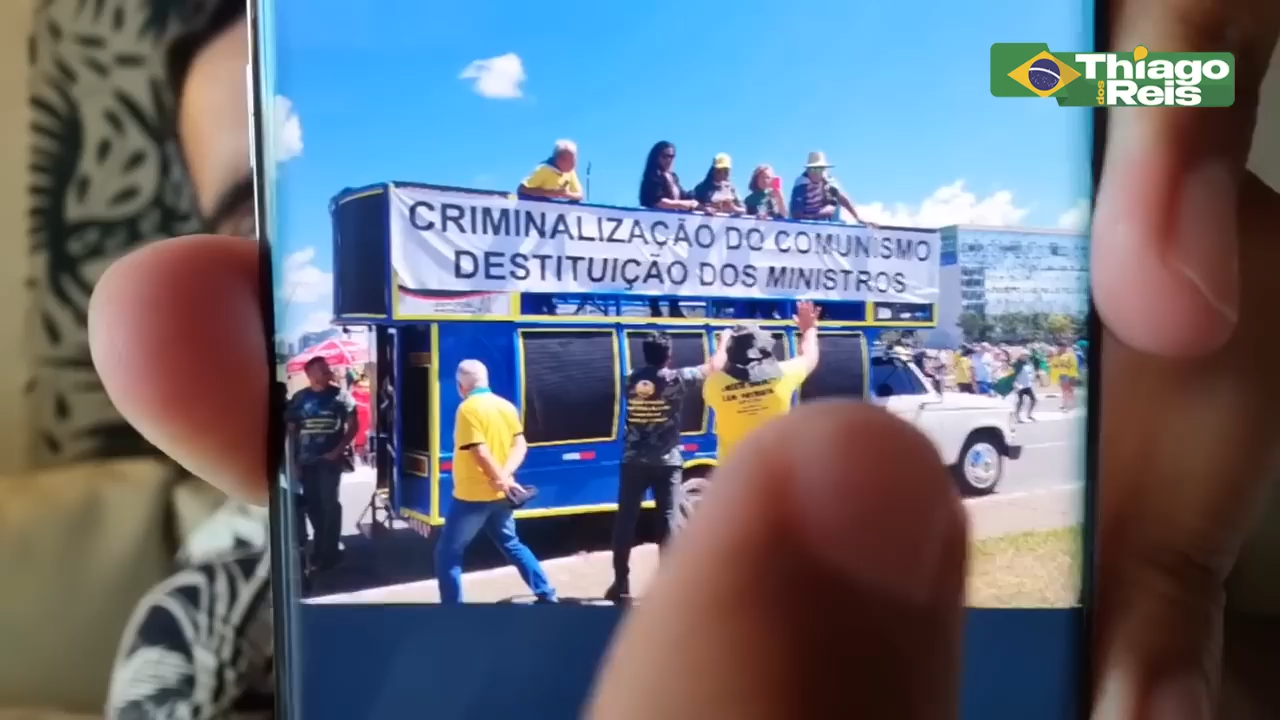 Thiago
dos
Reis
CRIMINALIZAÇÃO DO COMUNISMO
DESTITUIÇÃO DOS MINISTROS